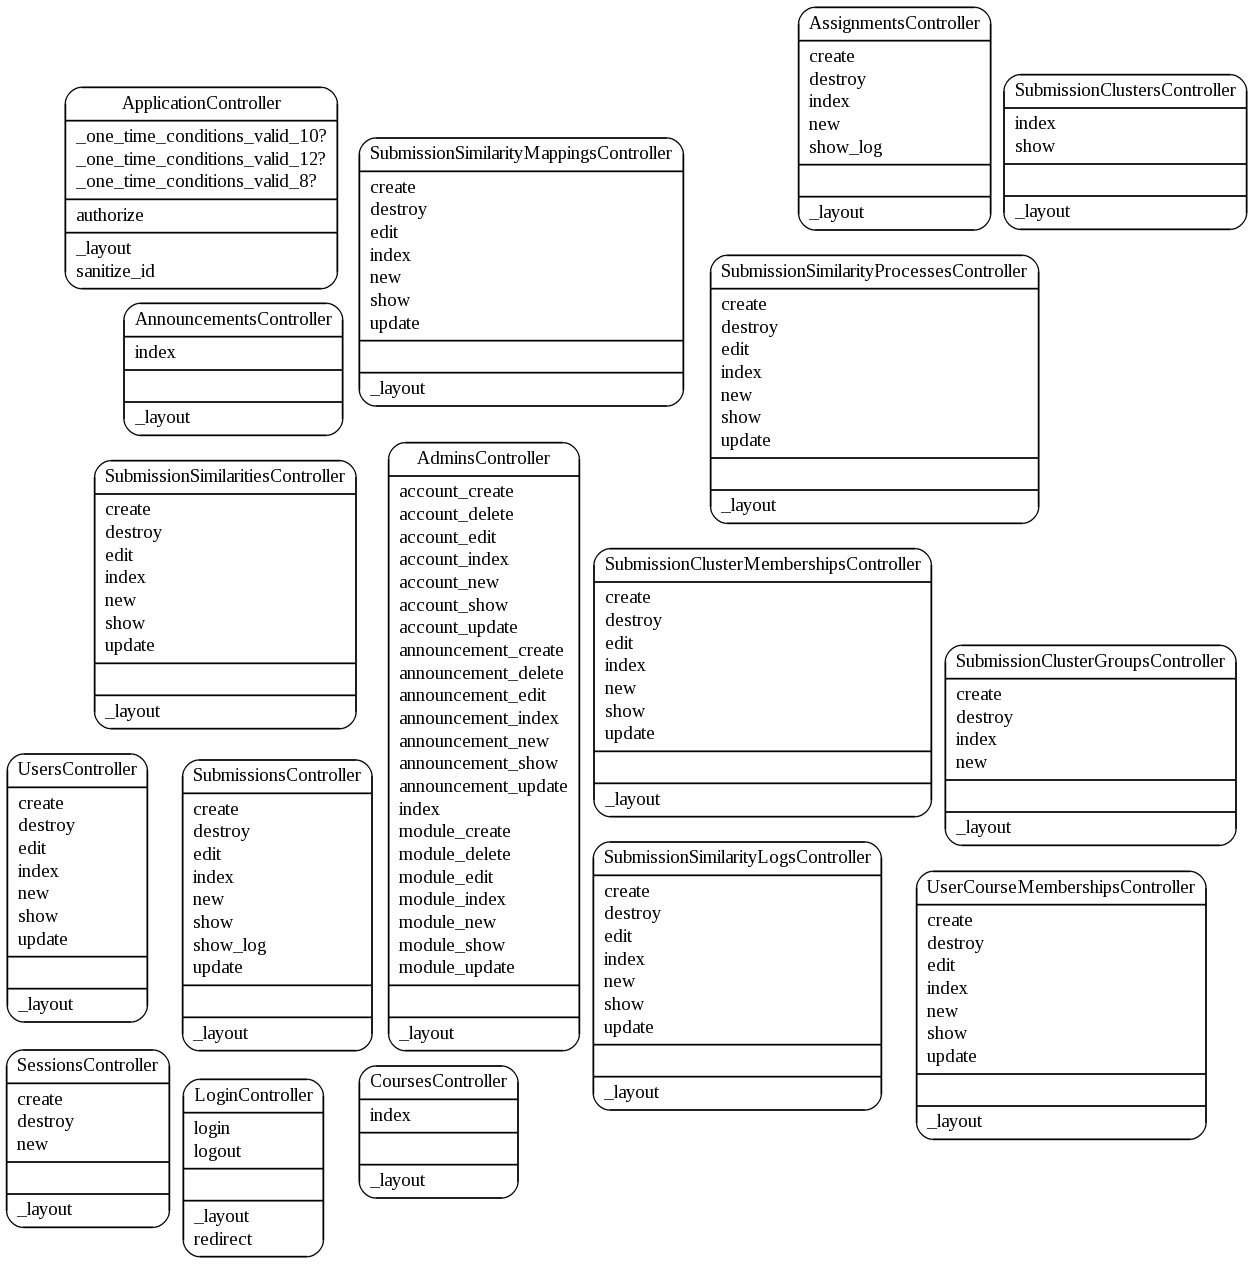 AssignmentsController
create
destroy
index
new
show_log
_layout
SubmissionClustersController
index
show
_layout
ApplicationController
_one_time_conditions_valid_10?
_one_time_conditions_valid_12?
_one_time_conditions_valid_8?
authorize
_layout
sanitize_id
SubmissionSimilarityMappingsController
create
destroy
edit
index
new
show
update
_layout
SubmissionSimilarityProcessesController
create
destroy
edit
index
new
show
update
_layout
AnnouncementsController
index
_layout
SubmissionSimilaritiesController
create
destroy
edit
index
new
show
update
_layout
AdminsController
account_create
account_delete
account_edit
account_index
account_new
account_show
account_update
announcement_create
announcement_delete
announcement_edit
announcement_index
announcement_new
announcement_show
announcement_update
index
module_create
module_delete
module_edit
module_index
module_new
module_show
module_update
_layout
SubmissionClusterMembershipsController
create
destroy
edit
index
new
show
update
_layout
SubmissionClusterGroupsController
create
destroy
index
new
_layout
UsersController
create
destroy
edit
index
new
show
update
_layout
SubmissionsController
create
destroy
edit
index
new
show
show_log
update
_layout
SubmissionSimilarityLogsController
create
destroy
edit
index
new
show
update
_layout
UserCourseMembershipsController
create
destroy
edit
index
new
show
update
_layout
SessionsController
create
destroy
new
_layout
LoginController
login
logout
_layout
redirect
CoursesController
index
_layout